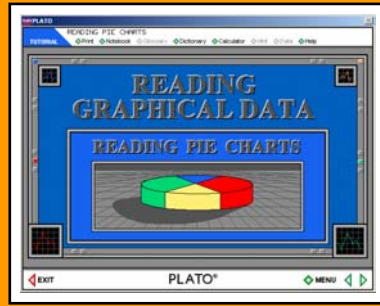 PLATO
READING PIE CHARTS
TUTORIAL Print Notebook Glossary Dictionary Calculator Hint Data Help
READING
GRAPHICAL DATA
READING PIE CHARTS
EXIT PLATO® MENU